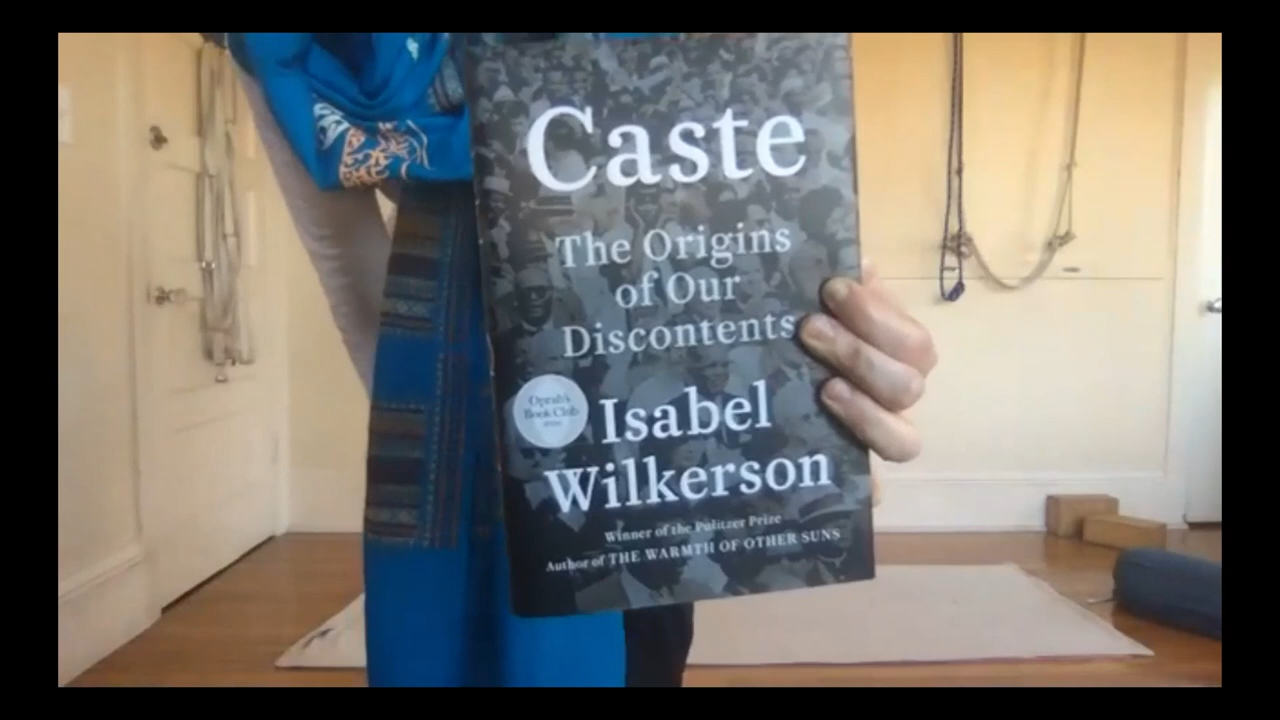 Caste
The Origins
of Our
Discontents
Oprah's
Book Club
Isabel
Wilkerson
Winner of the Pulitzer Prize
Author of THE WARMTH OF OTHER SUNS